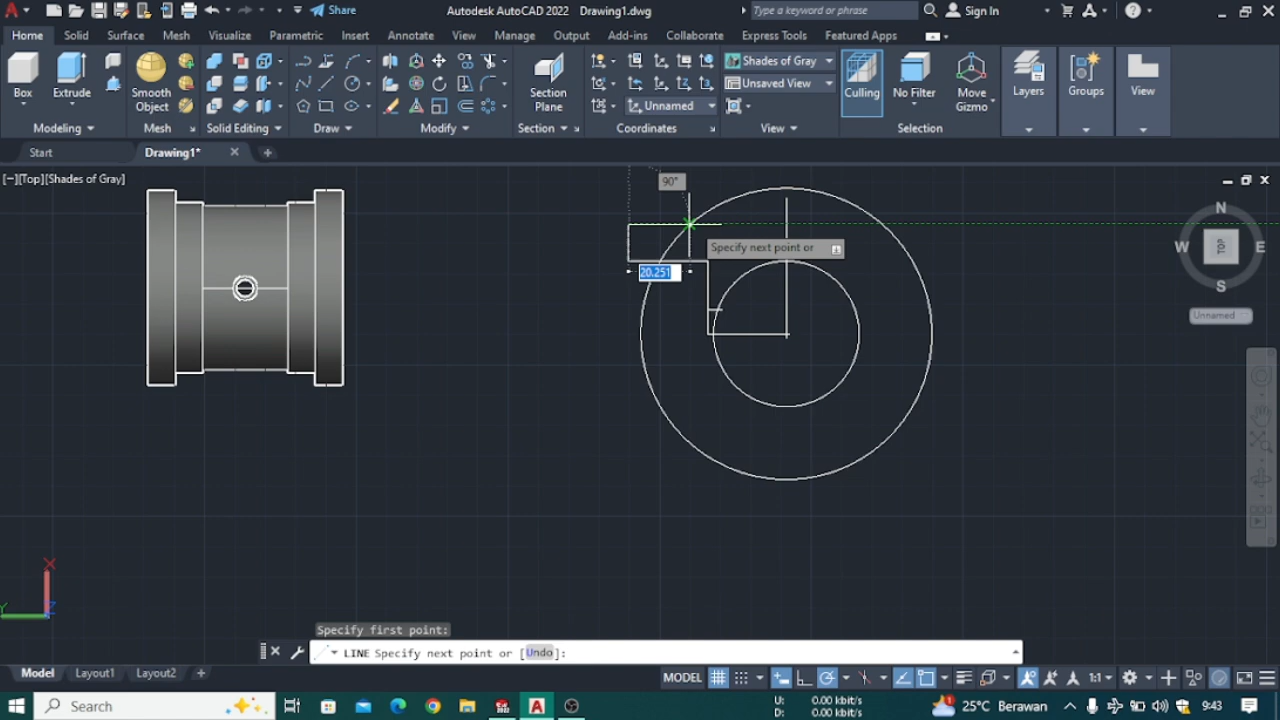 Share
Autodesk AutoCAD 2022 Drawing1.dwg
Type a keyword or phrase
Sign In
Home Solid Surface Mesh Visualize Parametric Insert Annotate View Manage Output Add-ins Collaborate Express Tools Featured Apps
Box
Extrude
Smooth
Object
Section
Plane
Shades of Gray
Unsaved View
Unnamed
Culling
No Filter
Move
Gizmo
Layers
Groups
View
Modeling
Mesh
Solid Editing
Draw
Modify
Section
Coordinates
View
Selection
Start
Drawing1*
[−][Top][Shades of Gray]
90°
N
W TOP E
S
Specify next point or
20.251
Unnamed
X
Y Z
Specify first point:
LINE Specify next point or [Undo]:
Model Layout1 Layout2
MODEL
1:1
Search
U: 0.00 kbit/s
D: 0.00 kbit/s
25°C Berawan
9:43